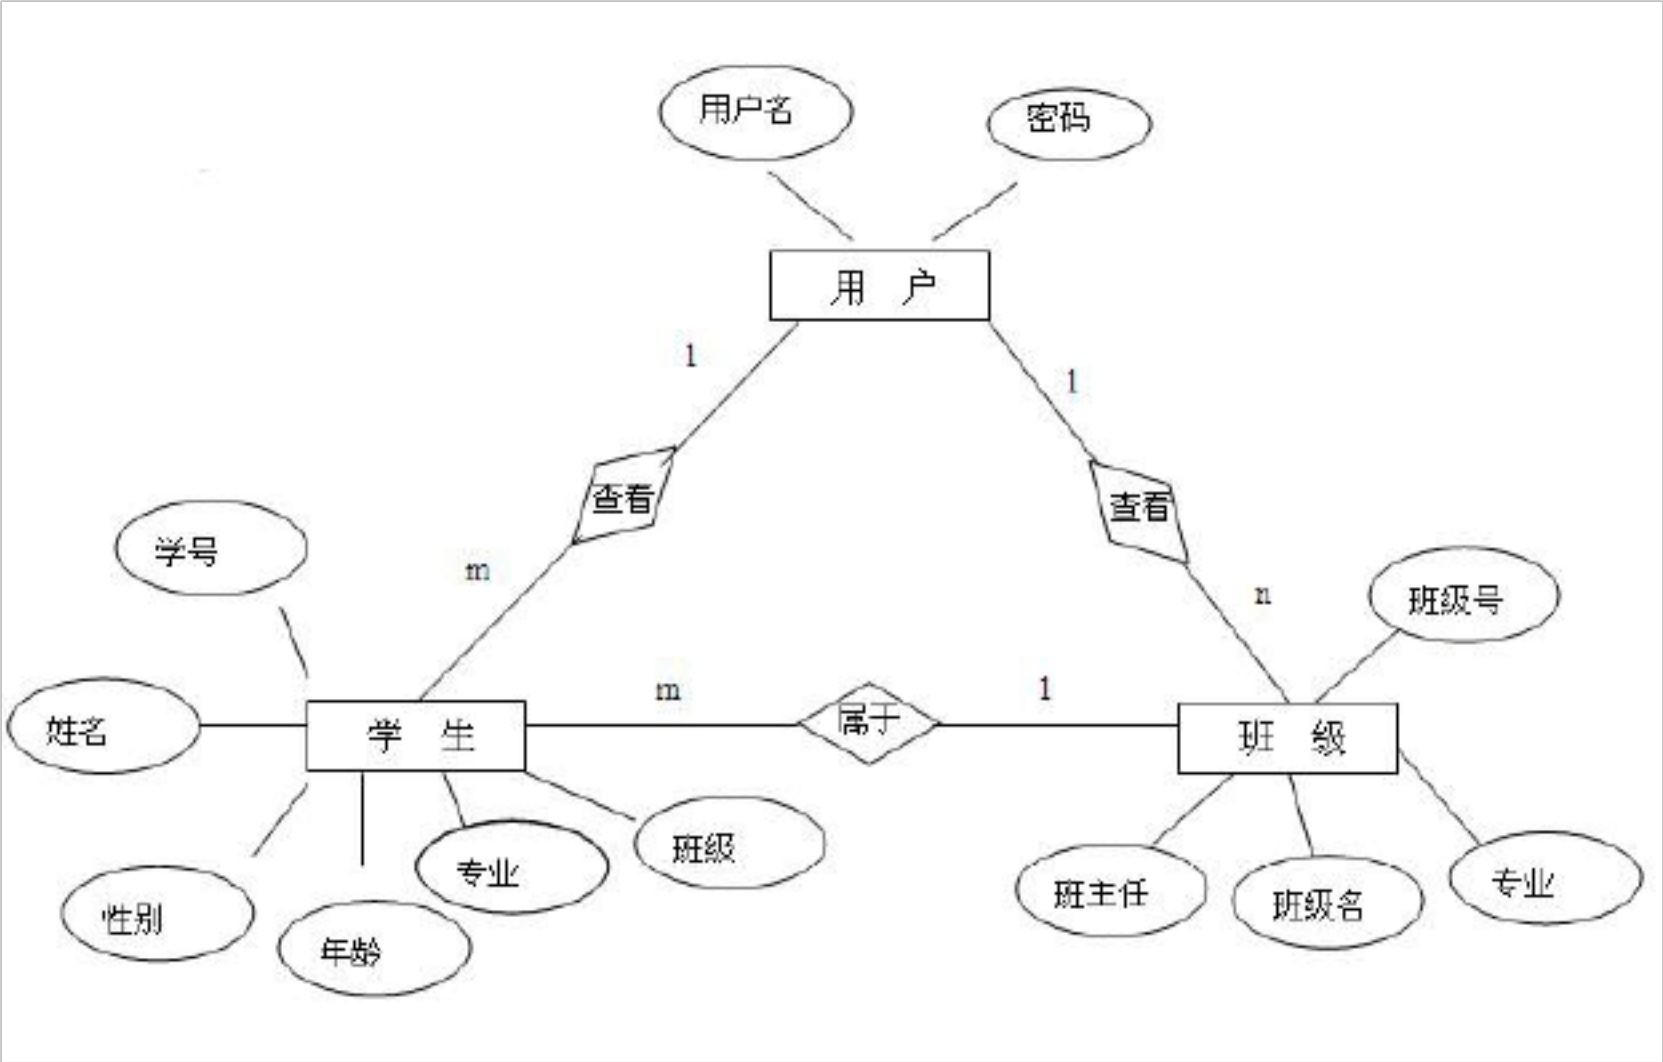 用户名
密码
用 户
1
1
查看
查看
学号
m
n
班级号
姓名
学 生
m
属于
1
班 级
性别
年龄
专业
班级
班主任
班级名
专业